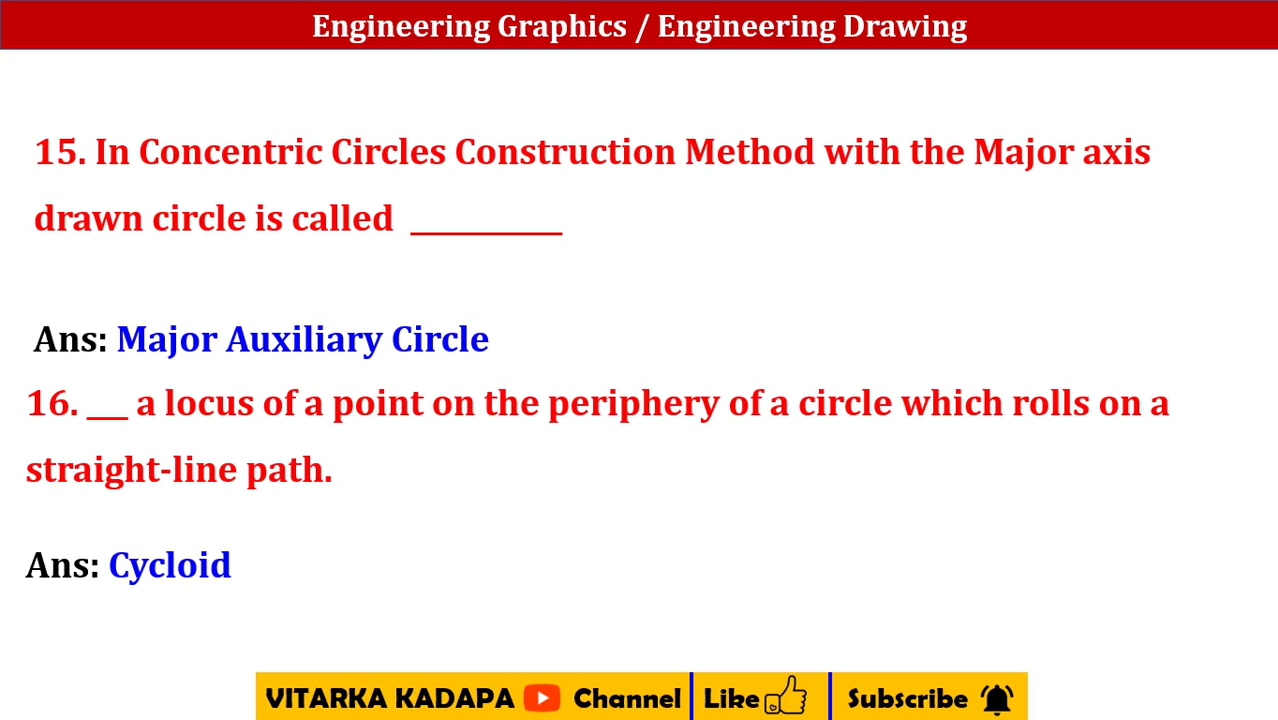 Engineering Graphics / Engineering Drawing
15. In Concentric Circles Construction Method with the Major axis
drawn circle is called ___________
Ans: Major Auxiliary Circle
16. ___ a locus of a point on the periphery of a circle which rolls on a
straight-line path.
Ans: Cycloid
VITARKA KADAPA Channel Like Subscribe